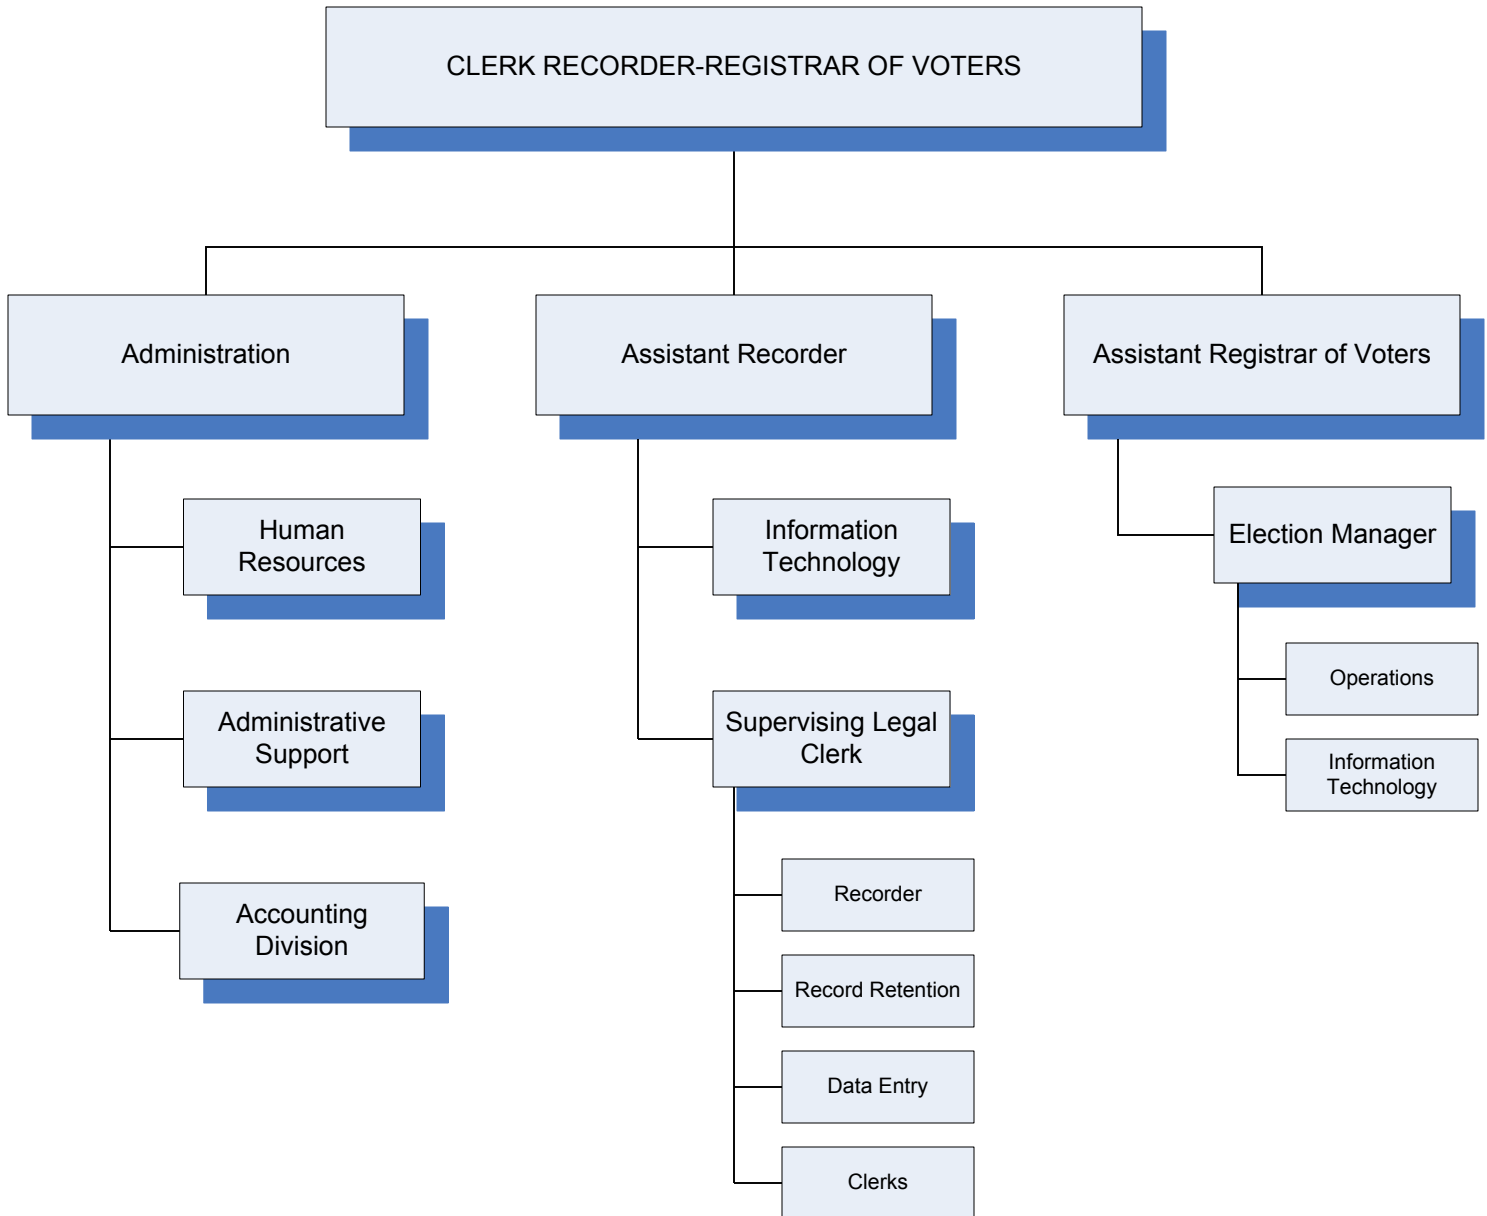 CLERK RECORDER-REGISTRAR OF VOTERS
Administration
Assistant Recorder
Assistant Registrar of Voters
Human
Resources
Administrative
Support
Accounting
Division
Information
Technology
Supervising Legal
Clerk
Recorder
Record Retention
Data Entry
Clerks
Election Manager
Operations
Information
Technology